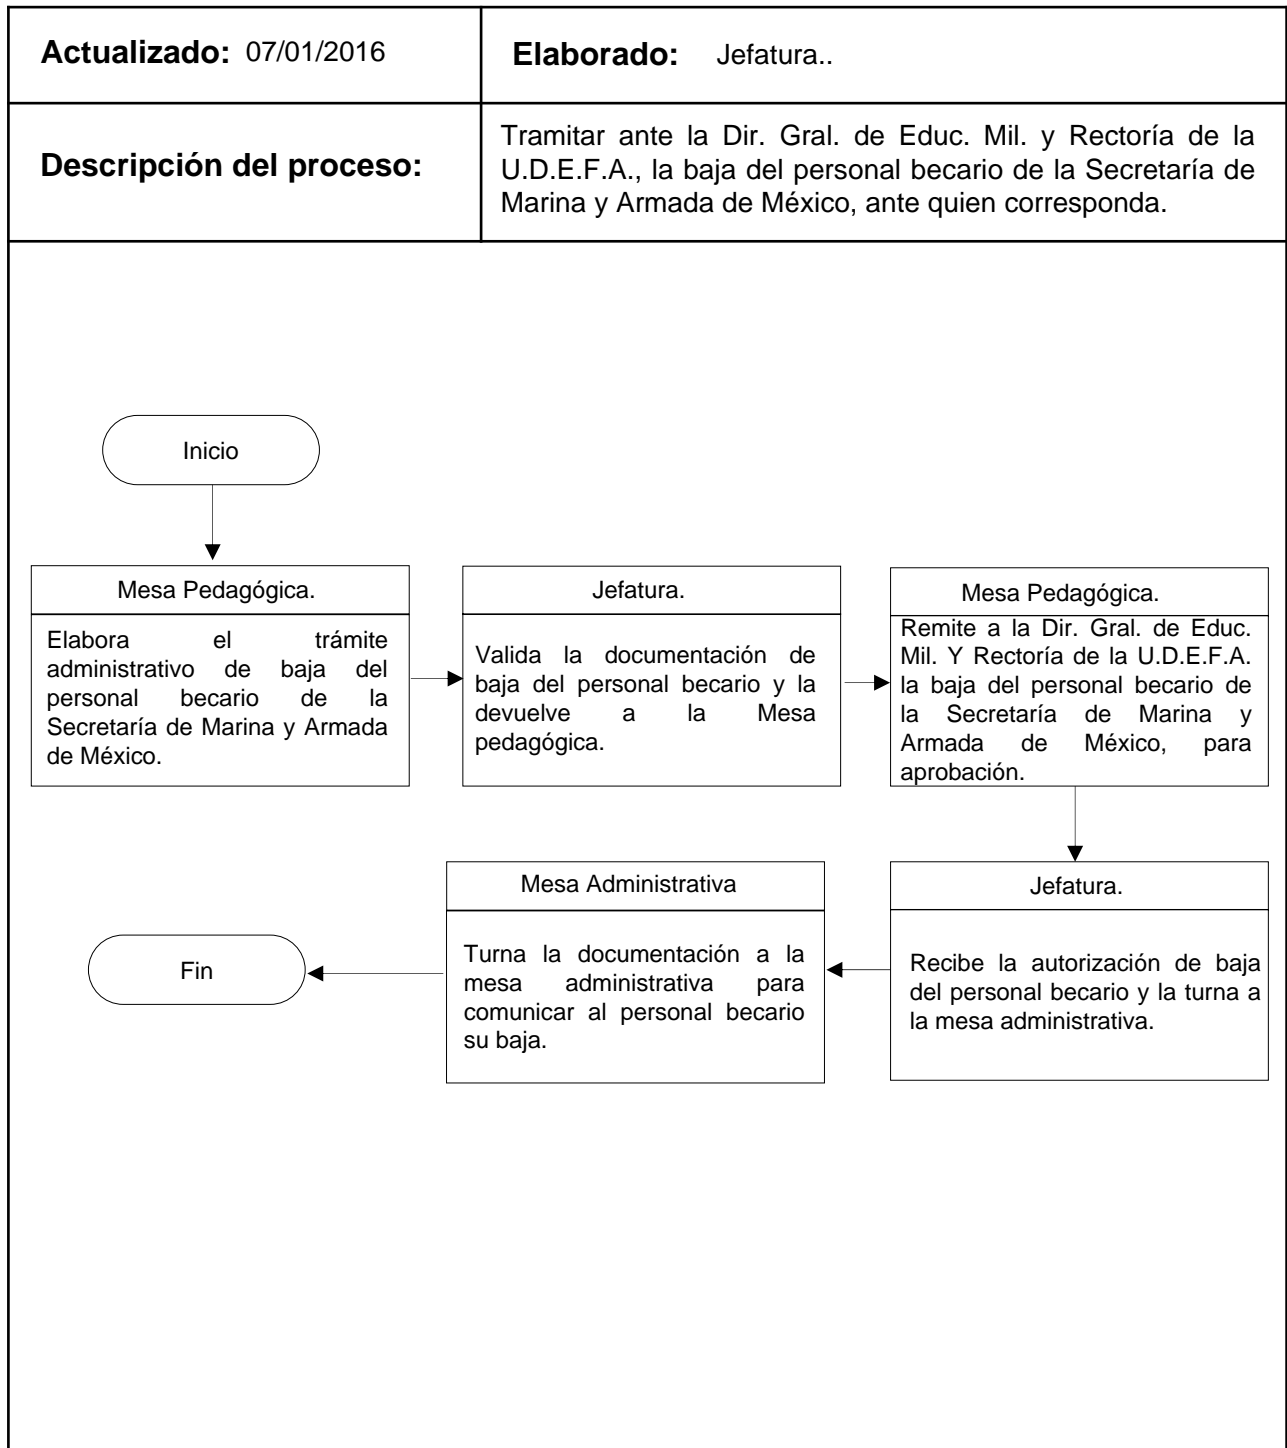 Actualizado: 07/01/2016
Elaborado: Jefatura..
Descripción del proceso:
Tramitar ante la Dir. Gral. de Educ. Mil. y Rectoría de la
U.D.E.F.A., la baja del personal becario de la Secretaría de
Marina y Armada de México, ante quien corresponda.
Inicio
Mesa Pedagógica.
Elabora el trámite
administrativo de baja del
personal becario de la
Secretaría de Marina y Armada
de México.
Jefatura.
Valida la documentación de
baja del personal becario y la
devuelve a la Mesa
pedagógica.
Mesa Pedagógica.
Remite a la Dir. Gral. de Educ.
Mil. Y Rectoría de la U.D.E.F.A.
la baja del personal becario de
la Secretaría de Marina y
Armada de México, para
aprobación.
Jefatura.
Recibe la autorización de baja
del personal becario y la turna a
la mesa administrativa.
Mesa Administrativa
Turna la documentación a la
mesa administrativa para
comunicar al personal becario
su baja.
Fin